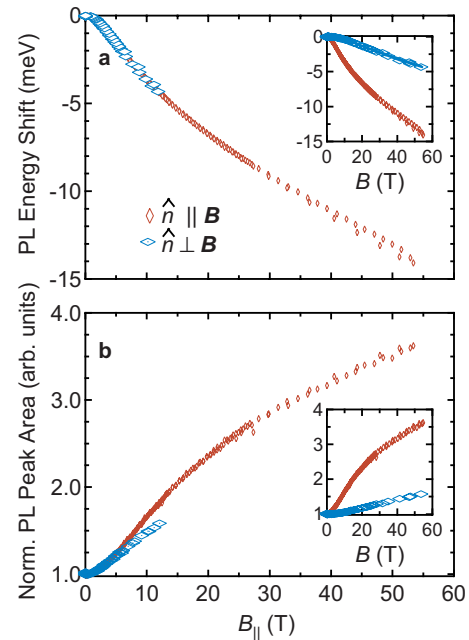 PL Energy Shift (meV)
0
-5
-10
-15
a
0
-5
-10
-15
0 20 40 60
B (T)
n̂ || B
n̂ ⊥ B
Norm. PL Peak Area (arb. units)
4.0
3.0
2.0
1.0
b
4
3
2
1
0 20 40 60
B (T)
0 10 20 30 40 50 60
B|| (T)